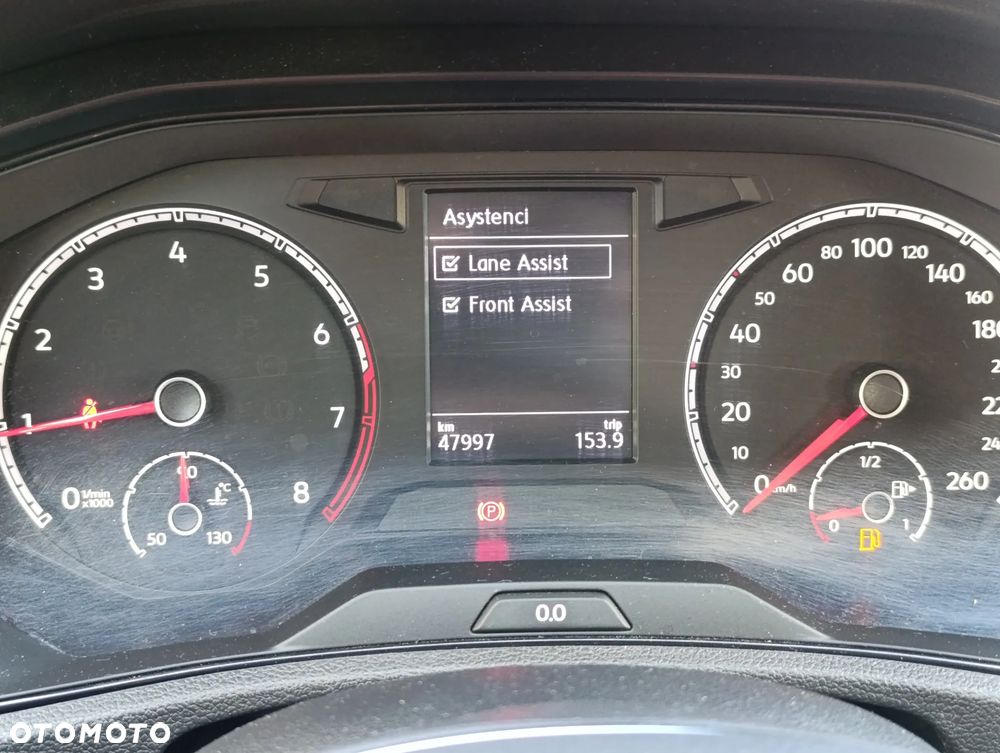 Asystenci
Lane Assist
Front Assist
km trip
47997 153.9
0 1 2 3 4 5 6 7 8
1/min
x1000
50 90 130
°C
0 10 20 30 40 50 60 80 100 120 140 160
km/h
260
0 1/2 1
(P)
0.0
OTOMOTO